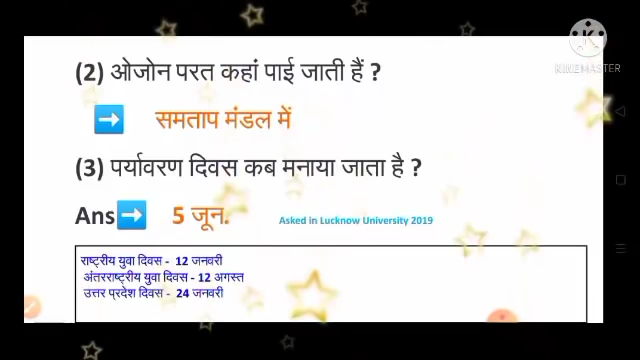 (2) ओजोन परत कहां पाई जाती हैं ?
समताप मंडल में
(3) पर्यावरण दिवस कब मनाया जाता है ?
Ans 5 जून.
Asked in Lucknow University 2019
राष्ट्रीय युवा दिवस - 12 जनवरी
अंतरराष्ट्रीय युवा दिवस - 12 अगस्त
उत्तर प्रदेश दिवस - 24 जनवरी
KINEMASTER